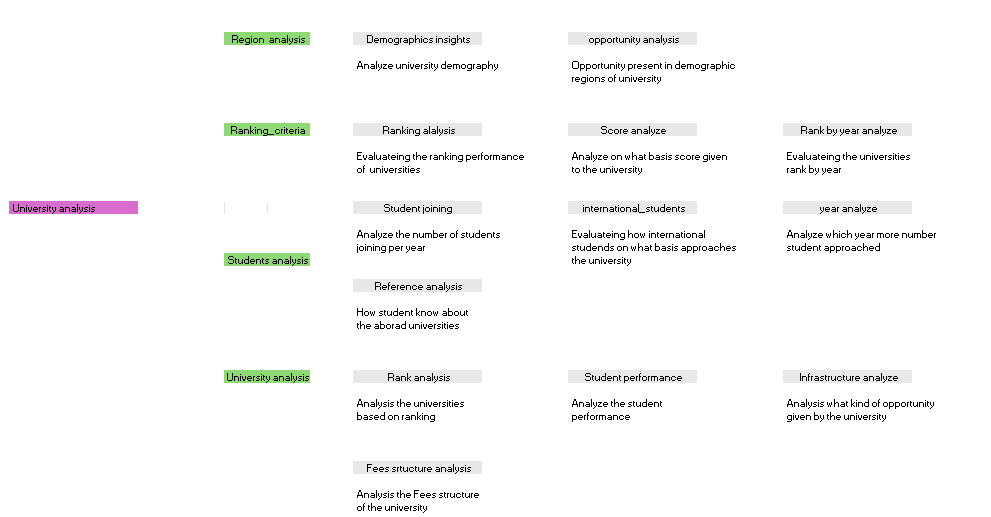 Region analysis
Demographics insights
opportunity analysis
Analyze university demography
Opportunity present in demographic
regions of university
Ranking_criteria
Ranking alalysis
Score analyze
Rank by year analyze
Evaluateing the ranking performance
of universities
Analyze on what basis score given
to the university
Evaluateing the universities
rank by year
University analysis
Student joining
international_students
year analyze
Analyze the number of students
joining per year
Evaluateing how international
studends on what basis approaches
the university
Analyze which year more number
student approached
Students analysis
Reference analysis
How student know about
the aborad universities
University analysis
Rank analysis
Student performance
Infrastructure analyze
Analysis the universities
based on ranking
Analyze the student
performance
Analysis what kind of opportunity
given by the university
Fees srtucture analysis
Analysis the Fees structure
of the university